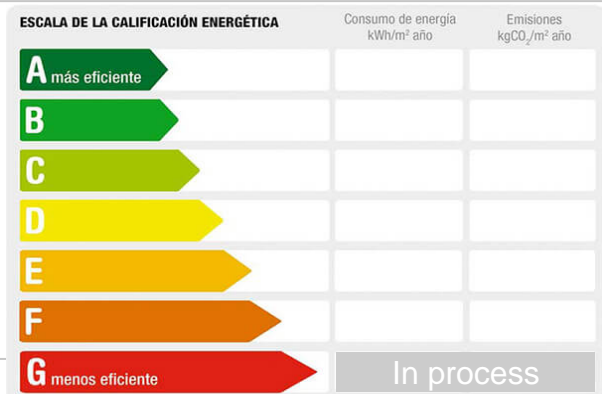 ESCALA DE LA CALIFICACIÓN ENERGÉTICA
Consumo de energía
kWh/m² año
Emisiones
kgCO₂/m² año
A más eficiente
B
C
D
E
F
G menos eficiente
In process